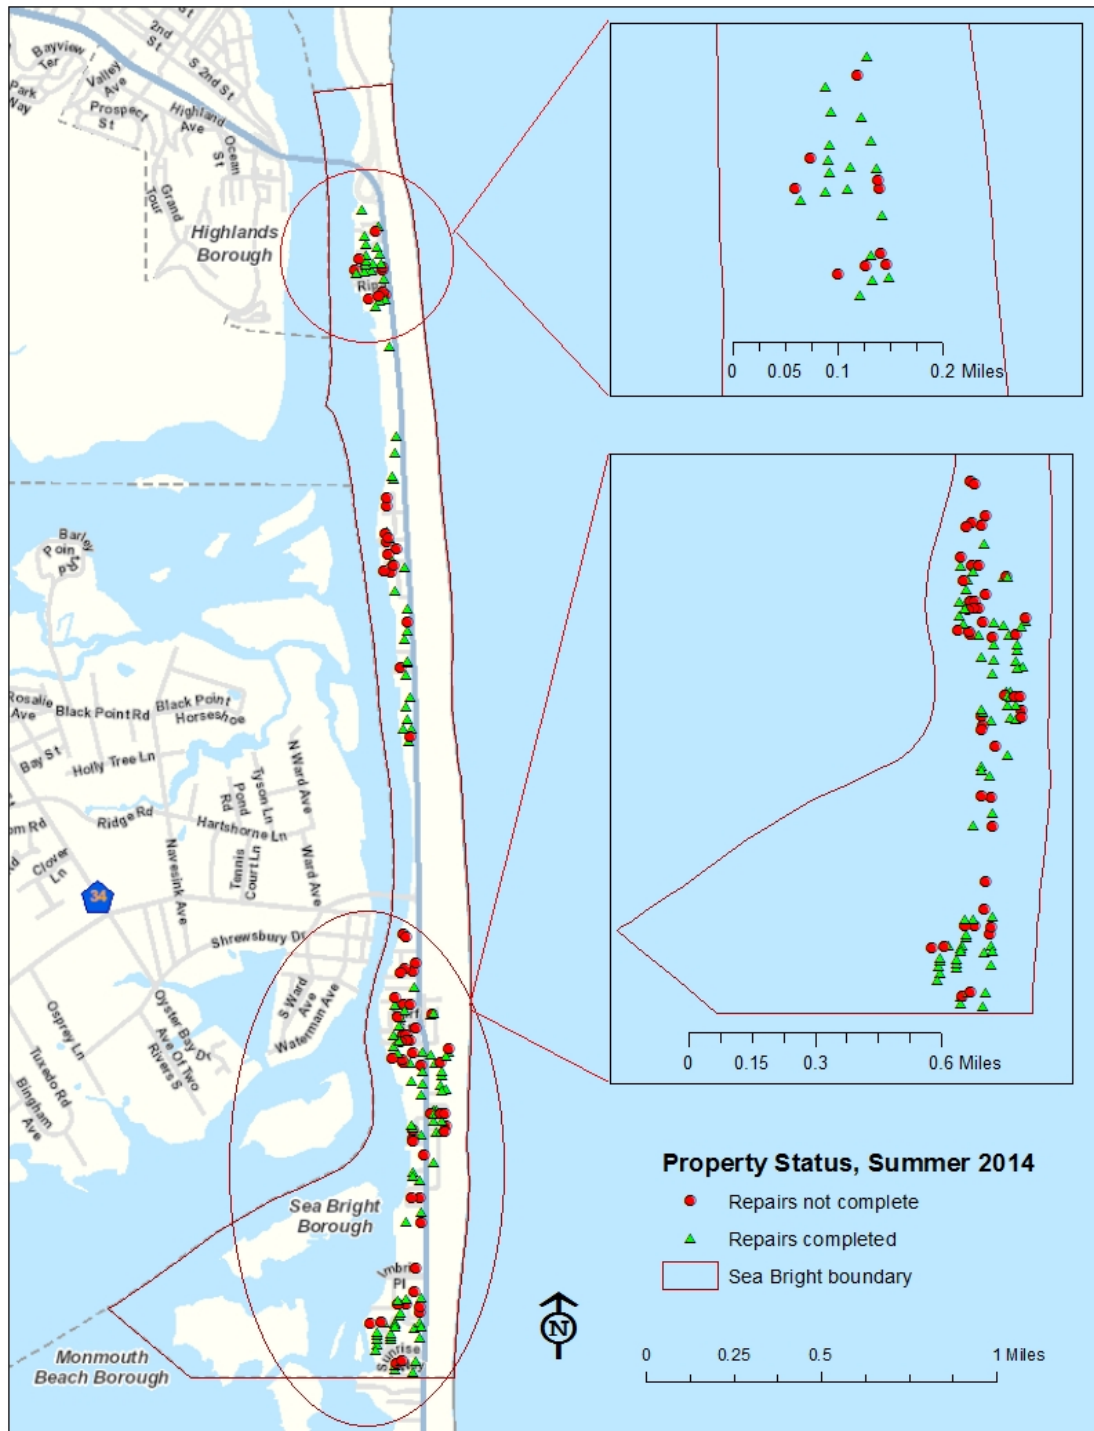 2nd
St
Bayview
Ter
Valley
Ave
S 2nd St
Park
Way
Prospect
St
Highland
Ave
Ocean
St
Grand
Tour
Highlands
Borough
0 0.05 0.1 0.2 Miles
Barley
Rosalie
Ave
Black Point Rd
Black Point
Horseshoe
Bay St
Holly Tree Ln
N Ward Ave
Tyson Ln
Pond
Rd
Ridge Rd
Hartshorne Ln
Clover
Ln
Navesink Ave
Tennis
Court Ln
Ward Ave
34
Shrewsbury Dr
S Ward
Ave
Waterman Ave
Osprey Ln
Oyster Bay Dr
Ave Of Two
Rivers S
Tuxedo Rd
Bingham
Ave
0 0.15 0.3 0.6 Miles
Property Status, Summer 2014
Repairs not complete
Repairs completed
Sea Bright boundary
Sea Bright
Borough
Pl
N
Monmouth
Beach Borough
Sunrise
0 0.25 0.5 1 Miles